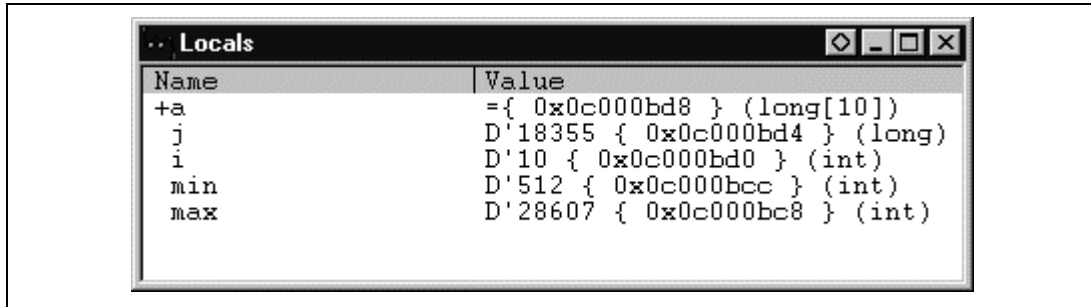 Locals
Name Value
+a ={ 0x0c000bd8 } (long[10])
j D'18355 { 0x0c000bd4 } (long)
i D'10 { 0x0c000bd0 } (int)
min D'512 { 0x0c000bcc } (int)
max D'28607 { 0x0c000bc8 } (int)